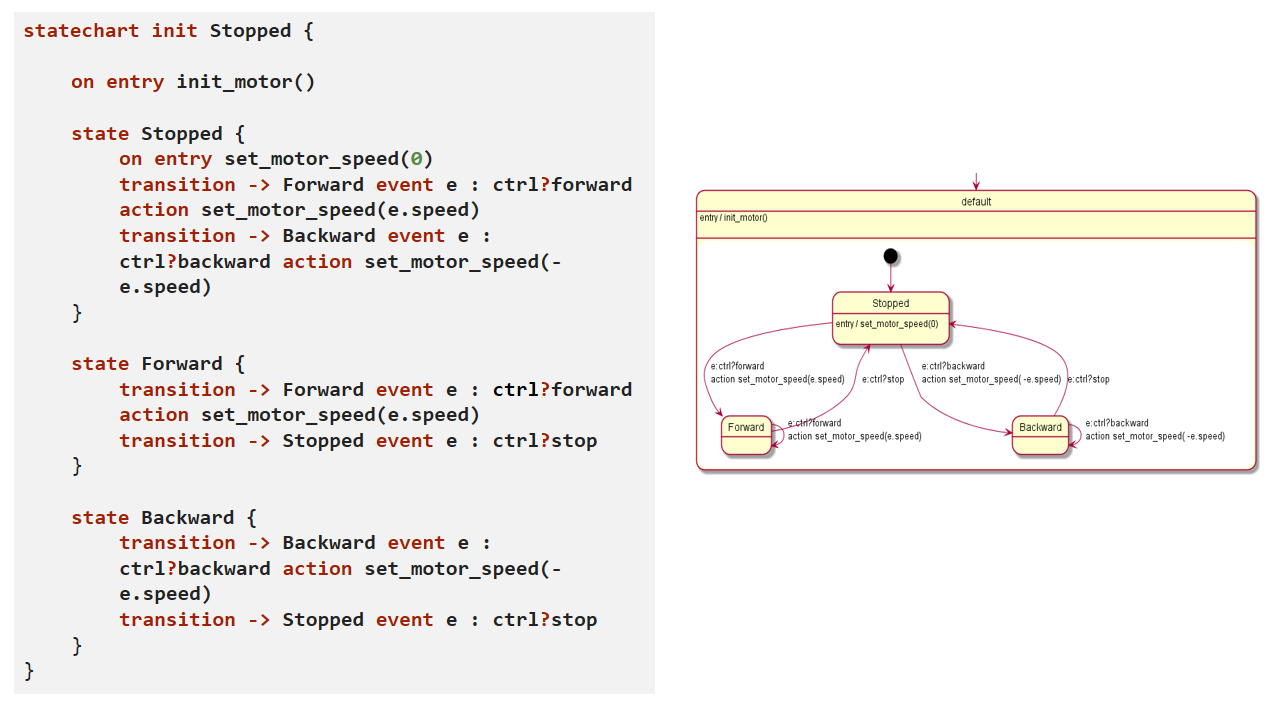 statechart init Stopped {
on entry init_motor()
state Stopped {
on entry set_motor_speed(0)
transition -> Forward event e : ctrl?forward
action set_motor_speed(e.speed)
transition -> Backward event e :
ctrl?backward action set_motor_speed(-
e.speed)
}
state Forward {
transition -> Forward event e : ctrl?forward
action set_motor_speed(e.speed)
transition -> Stopped event e : ctrl?stop
}
state Backward {
transition -> Backward event e :
ctrl?backward action set_motor_speed(-
e.speed)
transition -> Stopped event e : ctrl?stop
}
}
default
entry / init_motor()
Stopped
entry / set_motor_speed(0)
e:ctrl?forward
action set_motor_speed(e.speed)
e:ctrl?stop
e:ctrl?backward
action set_motor_speed( -e.speed)
e:ctrl?stop
Forward
e:ctrl?forward
action set_motor_speed(e.speed)
Backward
e:ctrl?backward
action set_motor_speed( -e.speed)